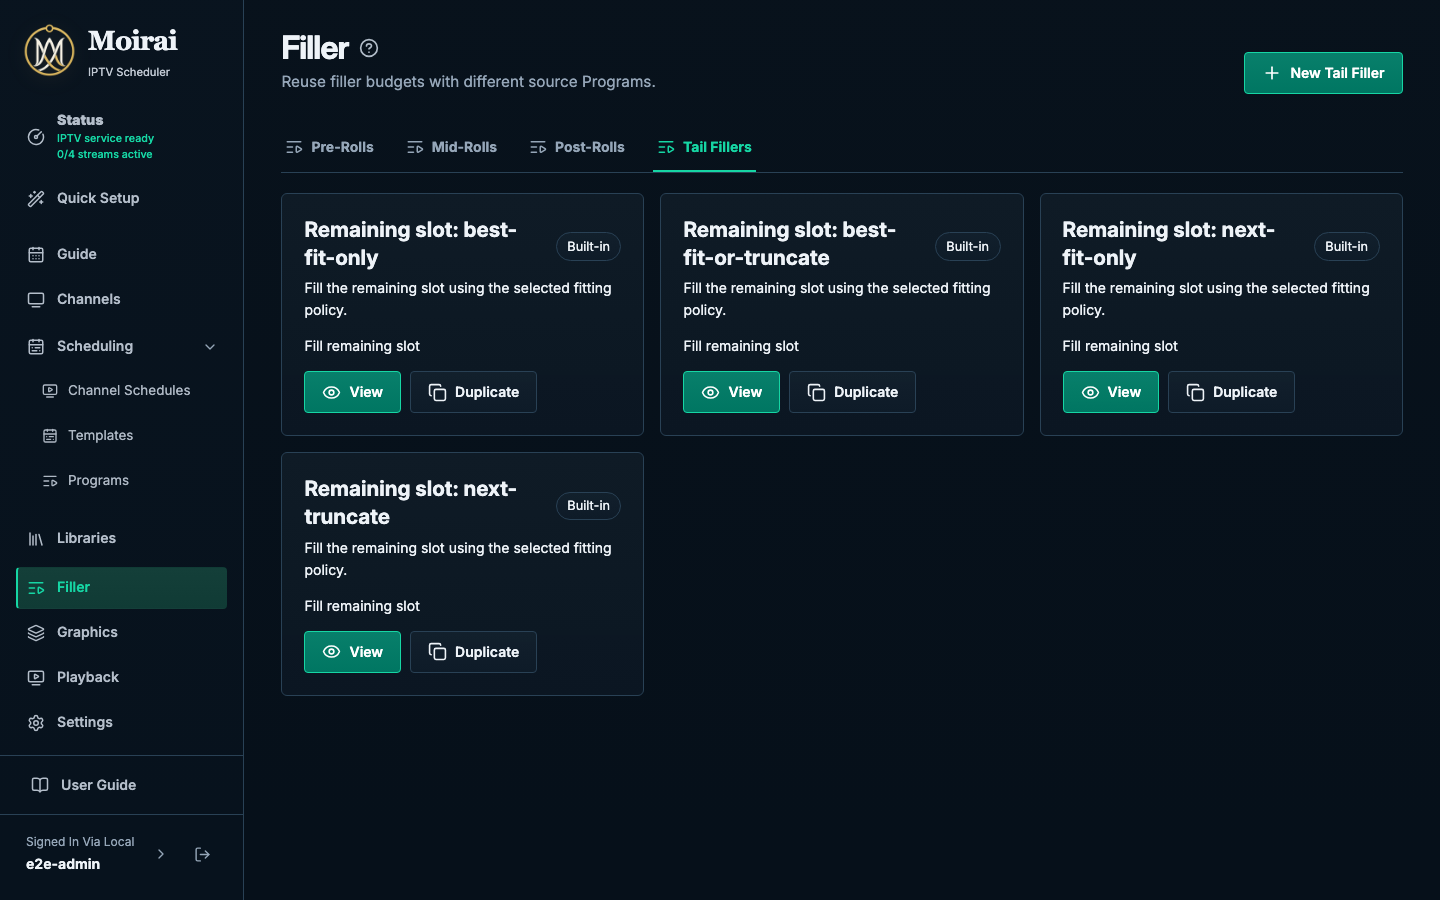 Moirai
IPTV Scheduler
Status
IPTV service ready
0/4 streams active
Quick Setup
Guide
Channels
Scheduling
Channel Schedules
Templates
Programs
Libraries
Filler
Graphics
Playback
Settings
User Guide
Signed In Via Local
e2e-admin
Filler
Reuse filler budgets with different source Programs.
New Tail Filler
Pre-Rolls
Mid-Rolls
Post-Rolls
Tail Fillers
Remaining slot: best-
fit-only
Built-in
Fill the remaining slot using the selected fitting
policy.
Fill remaining slot
View
Duplicate
Remaining slot: best-
fit-or-truncate
Built-in
Fill the remaining slot using the selected fitting
policy.
Fill remaining slot
View
Duplicate
Remaining slot: next-
fit-only
Built-in
Fill the remaining slot using the selected fitting
policy.
Fill remaining slot
View
Duplicate
Remaining slot: next-
truncate
Built-in
Fill the remaining slot using the selected fitting
policy.
Fill remaining slot
View
Duplicate